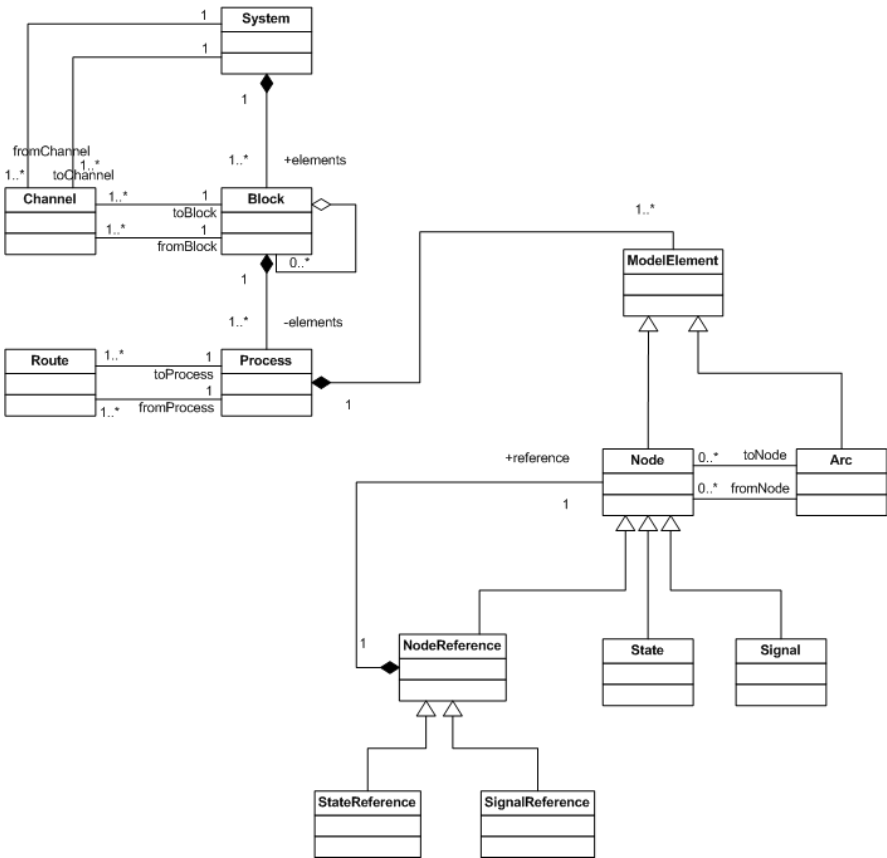 System
1
1
1
1
fromChannel
1..*
toChannel
1..*
1..*
+elements
Channel
1..*
1
Block
toBlock
1..*
1
fromBlock
1
0..*
1..*
ModelElement
1..*
-elements
Route
1..*
1
Process
toProcess
1
fromProcess
1..*
1
+reference
Node
0..*
toNode
Arc
0..*
fromNode
1
1
NodeReference
State
Signal
StateReference
SignalReference